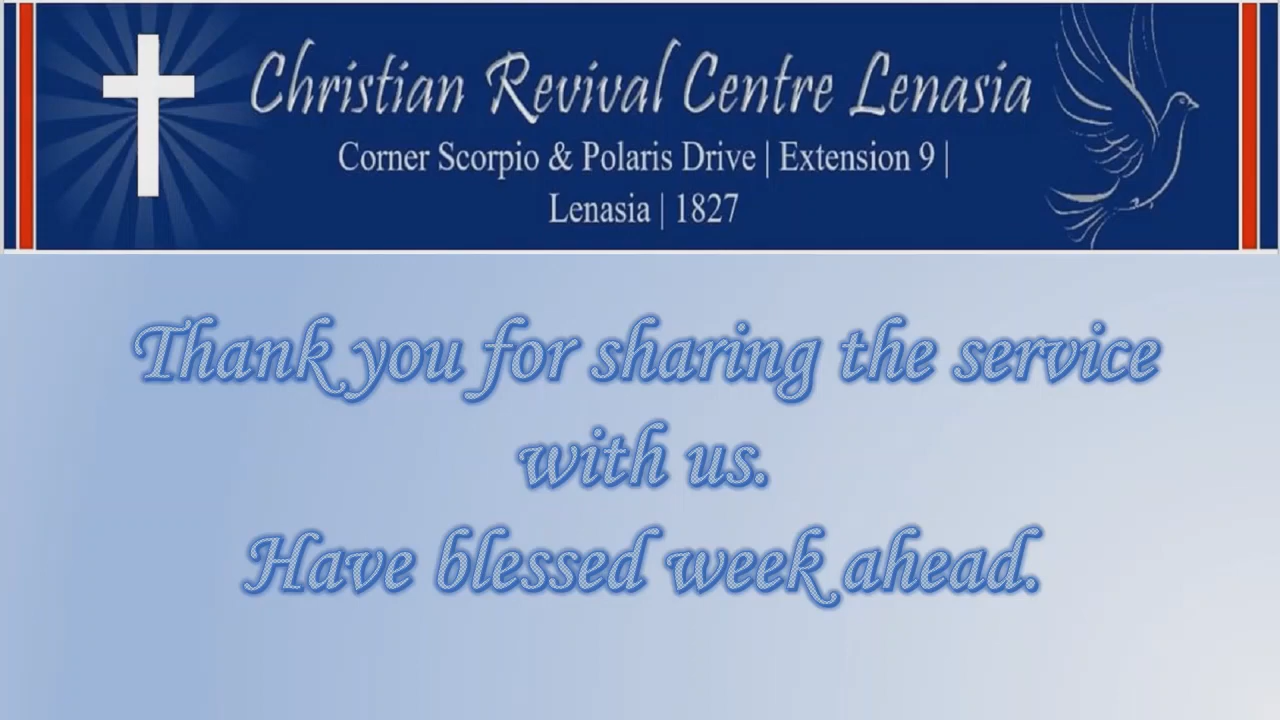 Christian Revival Centre Lenasia
Corner Scorpio & Polaris Drive | Extension 9 |
Lenasia | 1827
Thank you for sharing the service
with us.
Have blessed week ahead.